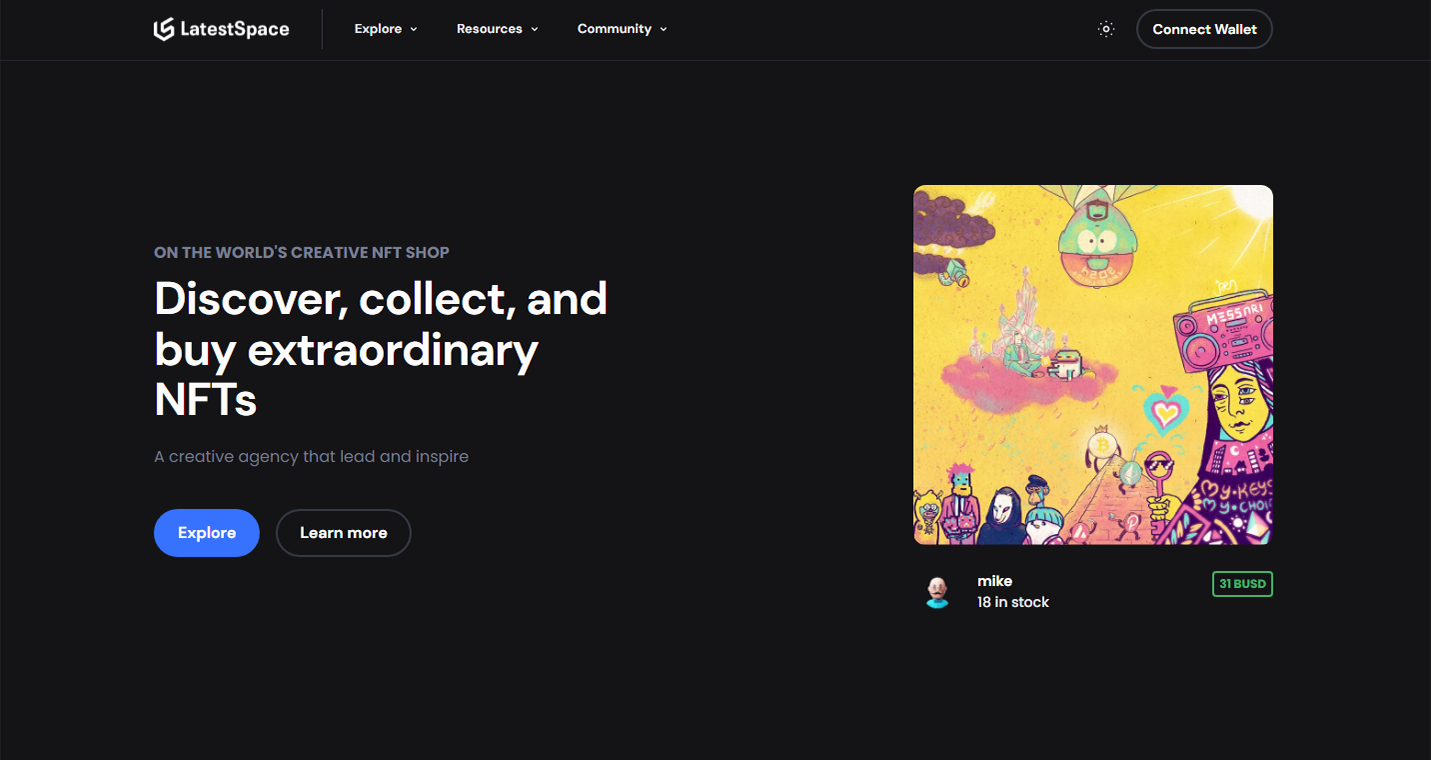 LatestSpace
Explore
Resources
Community
Connect Wallet
ON THE WORLD'S CREATIVE NFT SHOP
Discover, collect, and
buy extraordinary
NFTs
A creative agency that lead and inspire
Explore
Learn more
MESSARI
MY KEYS
MY CHOI
mike
18 in stock
31 BUSD